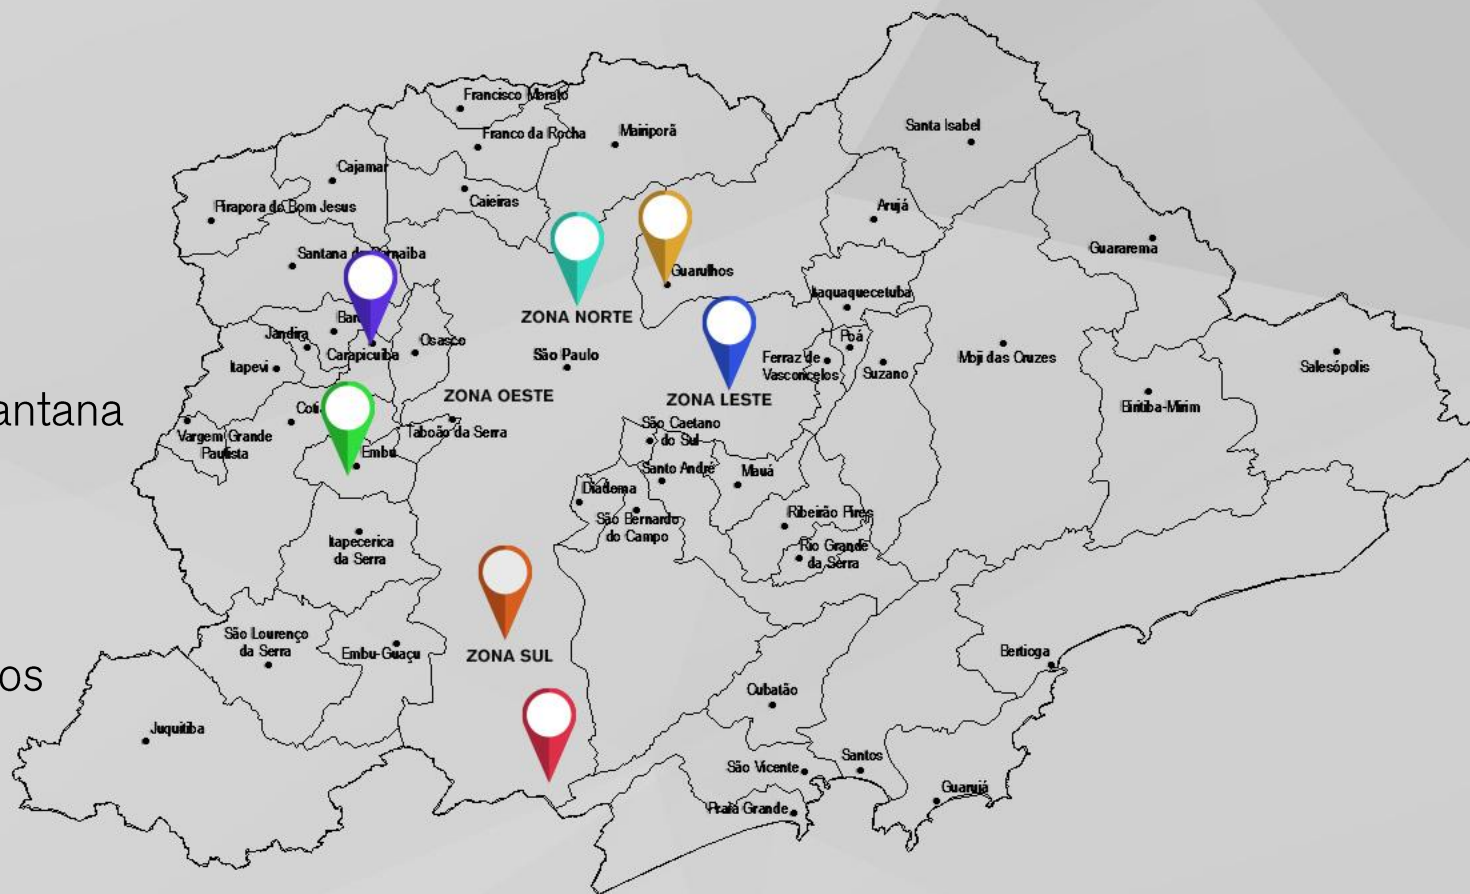 Francisco Morato
Franco da Rocha
Mairiporã
Santa Isabel
Cajamar
Caieiras
Pirapora do Bom Jesus
Arujá
Guararema
Guarulhos
Itaquaquecetuba
ZONA NORTE
Jandira
Osasco
Carapicuiba
São Paulo
Poá
Ferraz de
Vasconcelos
Suzano
Moji das Cruzes
Salesópolis
Itapevi
ZONA OESTE
ZONA LESTE
Biritiba-Mirim
antana
Vargem Grande
Paulista
Taboão da Serra
São Caetano
do Sul
Embu
Santo André
Mauá
Diadema
São Bernardo
do Campo
Ribeirão Pires
Rio Grande
da Serra
Itapecerica
da Serra
São Lourenço
da Serra
Embu-Guaçu
ZONA SUL
Bertioga
os
Cubatão
Juquitiba
São Vicente
Santos
Praia Grande
Guarujá